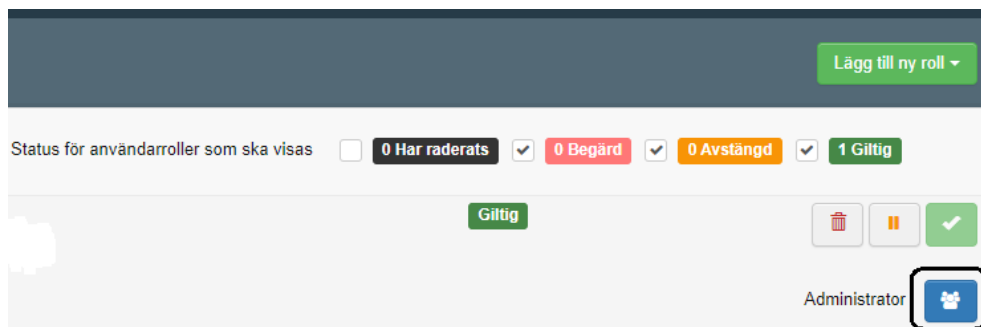 Lägg till ny roll
Status för användarroller som ska visas 0 Har raderats 0 Begärd 0 Avstängd 1 Giltig
Giltig
Administrator